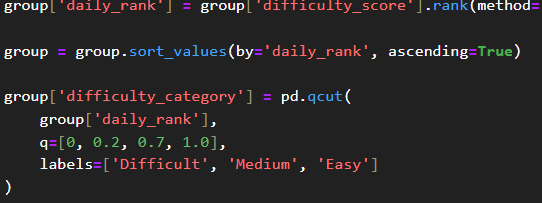 group['daily_rank'] = group['difficulty_score'].rank(method=
group = group.sort_values(by='daily_rank', ascending=True)
group['difficulty_category'] = pd.qcut(
    group['daily_rank'],
    q=[0, 0.2, 0.7, 1.0],
    labels=['Difficult', 'Medium', 'Easy']
)